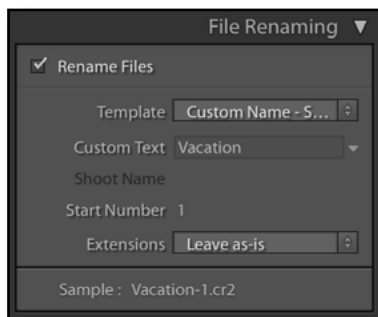 File Renaming ▼
Rename Files
Template Custom Name - S...
Custom Text Vacation
Shoot Name
Start Number 1
Extensions Leave as-is
Sample : Vacation-1.cr2